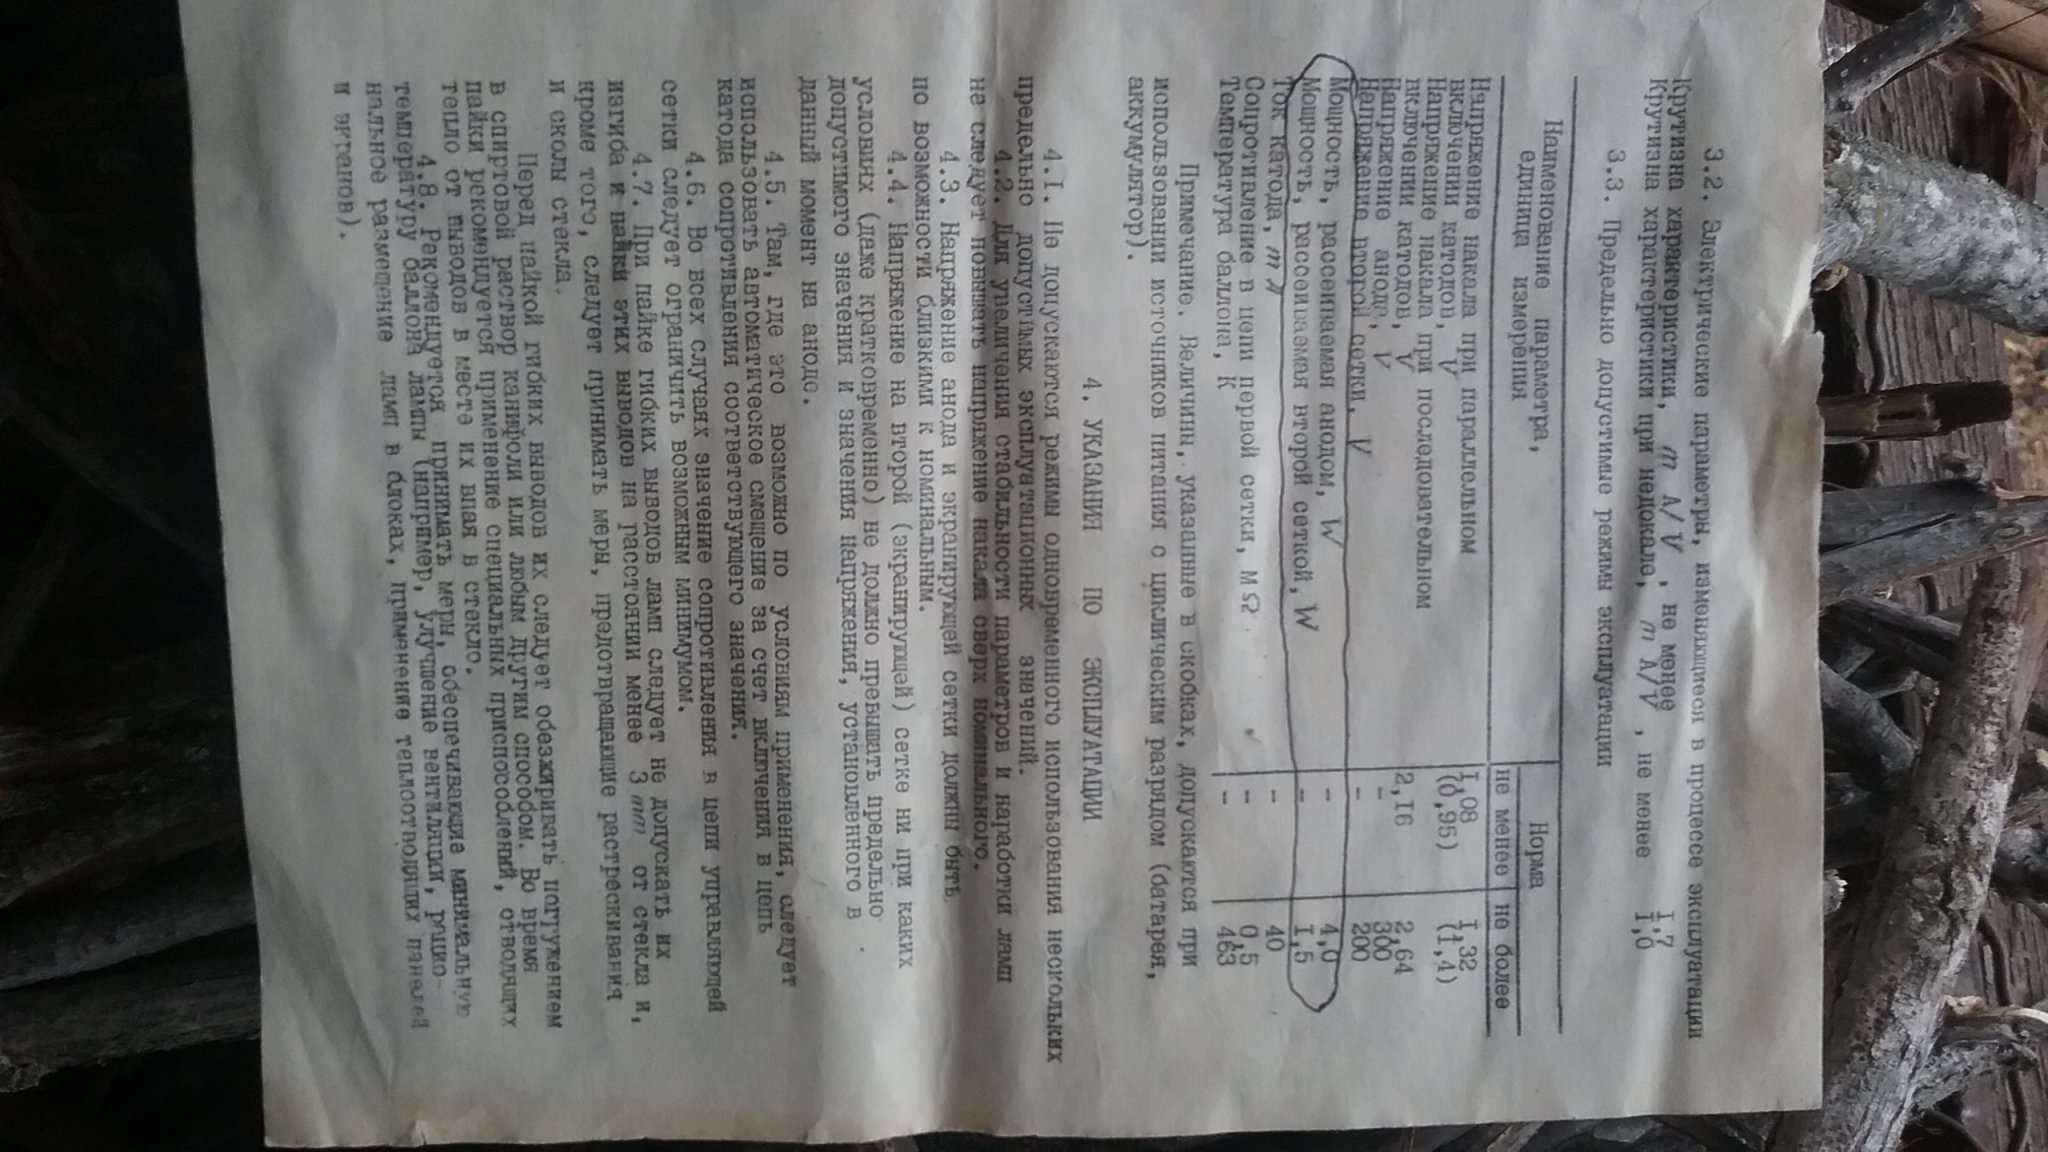 3.2. Электрические параметры, изменяющиеся в процессе эксплуатации
Крутизна характеристики, mA/V, не менее 1,7
Крутизна характеристики при недокале, mA/V, не менее 1,0
3.3. Предельно допустимые режимы эксплуатации
Наименование параметра, единица измерения
Норма
не менее не более
Напряжение накала при параллельном
включении катодов, V 1,08 1,32
(0,95) (1,4)
Напряжение накала при последовательном
включении катодов, V 2,16 2,64
Напряжение анода, V - 300
Напряжение второй сетки, V - 200
Мощность, рассеиваемая анодом, W - 4,0
Мощность, рассеиваемая второй сеткой, W - 1,5
Ток катода, mA - 40
Сопротивление в цепи первой сетки, MΩ - 0,5
Температура баллона, K - 463
Примечание. Величины, указанные в скобках, допускаются при
использовании источников питания с циклическим разрядом (батарея,
аккумулятор).
4. УКАЗАНИЯ ПО ЭКСПЛУАТАЦИИ
4.1. Не допускаются режимы одновременного использования нескольких
предельно допустимых эксплуатационных значений.
4.2. Для увеличения стабильности параметров и наработки ламп
не следует повышать напряжение накала сверх номинального.
4.3. Напряжение анода и экранирующей сетки должны быть
по возможности близкими к номинальным.
4.4. Напряжение на второй (экранирующей) сетке ни при каких
условиях (даже кратковременно) не должно превышать предельно
допустимого значения и значения напряжения, установленного в
данный момент на аноде.
4.5. Там, где это возможно по условиям применения, следует
использовать автоматическое смещение за счет включения в цепь
катода сопротивления соответствующего значения.
4.6. Во всех случаях значение сопротивления в цепи управляющей
сетки следует ограничить возможным минимумом.
4.7. При пайке гибких выводов ламп следует не допускать их
изгиба и пайки этих выводов на расстоянии менее 3 mm от стекла и,
кроме того, следует принимать меры, предотвращающие растрескивания
и сколы стекла.
Перед пайкой гибких выводов их следует обезжиривать погружением
в спиртовой раствор канифоли или любым другим способом. Во время
пайки рекомендуется применение специальных приспособлений, отводящих
тепло от выводов в месте их впая в стекло.
4.8. Рекомендуется принимать меры, обеспечивающие минимальную
температуру баллона лампы (например, улучшение вентиляции, рацио-
нальное размещение ламп в блоках, применение теплоотводящих панелей
и экранов).